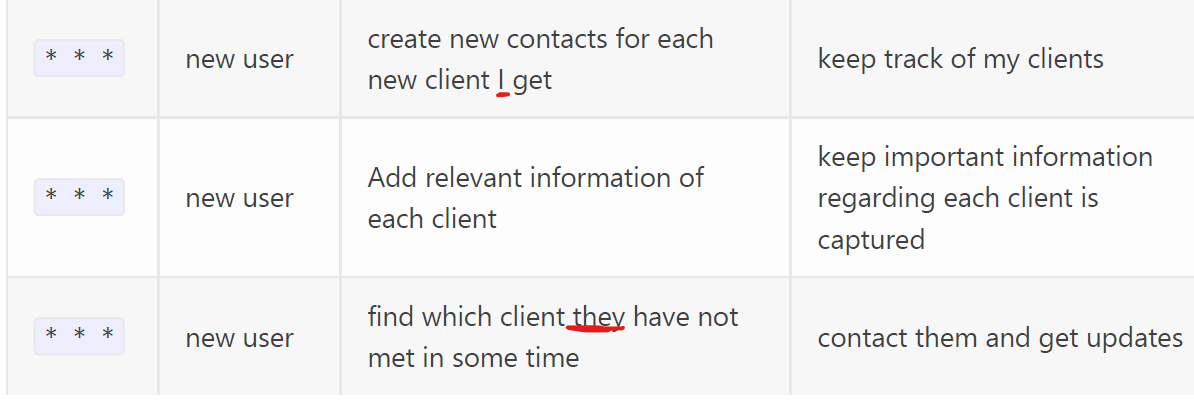 * * * new user create new contacts for each
new client I get keep track of my clients
* * * new user Add relevant information of
each client keep important information
regarding each client is
captured
* * * new user find which client they have not
met in some time contact them and get updates